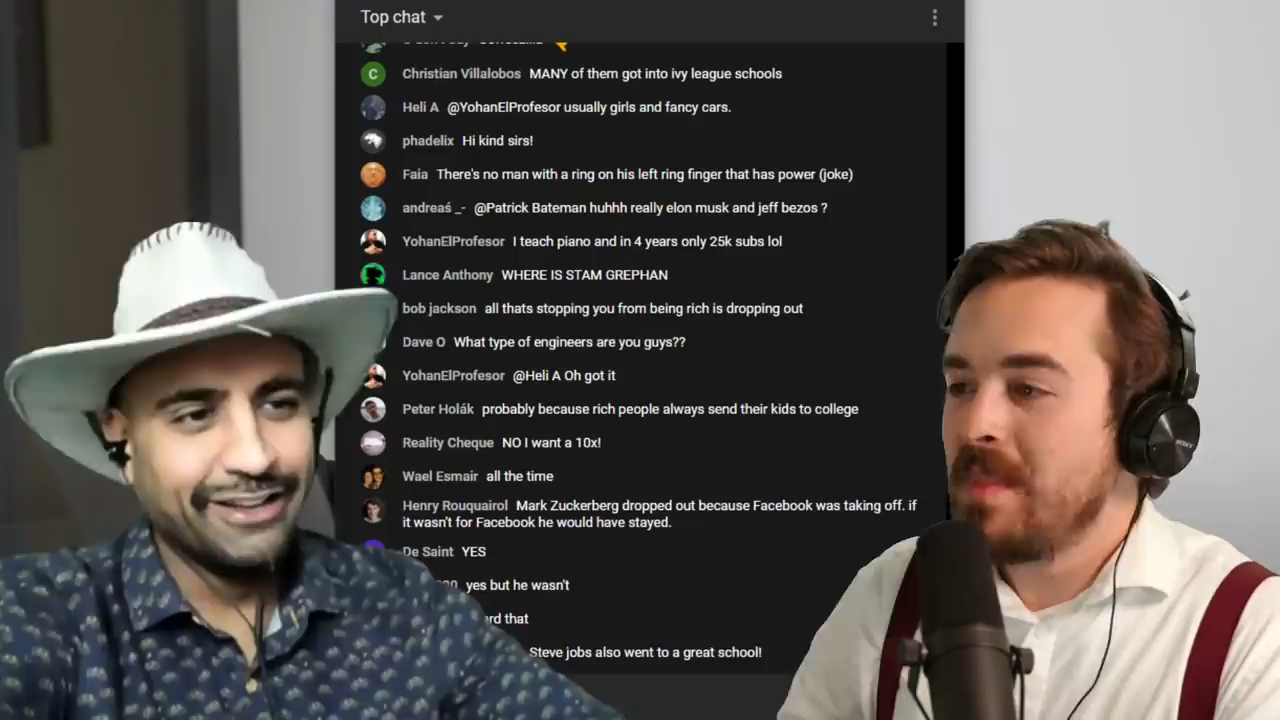 Top chat
Christian Villalobos MANY of them got into ivy league schools
Heli A @YohanElProfesor usually girls and fancy cars.
phadelix Hi kind sirs!
Faia There's no man with a ring on his left ring finger that has power (joke)
andreaś _- @Patrick Bateman huhhh really elon musk and jeff bezos ?
YohanElProfesor I teach piano and in 4 years only 25k subs lol
Lance Anthony WHERE IS STAM GREPHAN
bob jackson all thats stopping you from being rich is dropping out
Dave O What type of engineers are you guys??
YohanElProfesor @Heli A Oh got it
Peter Holák probably because rich people always send their kids to college
Reality Cheque NO I want a 10x!
Wael Esmair all the time
Henry Rouquairol Mark Zuckerberg dropped out because Facebook was taking off. if
it wasn't for Facebook he would have stayed.
De Saint YES
yes but he wasn't
that
Steve jobs also went to a great school!
C
SONY